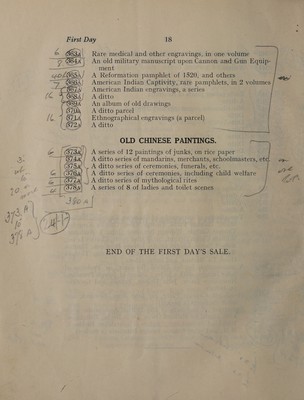 First Day 18
363A Rare medical and other engravings, in one volume
364A An old military manuscript upon Cannon and Gun Equip-
ment
365A A Reformation pamphlet of 1520, and others
366A American Indian Captivity, rare pamphlets, in 2 volumes
367A American Indian engravings, a series
368A A ditto
369A An album of old drawings
370A A ditto parcel
371A Ethnographical engravings (a parcel)
372A A ditto
OLD CHINESE PAINTINGS.
373A A series of 12 paintings of junks, on rice paper
374A A ditto series of mandarins, merchants, schoolmasters, etc.
375A A ditto series of ceremonies, funerals, etc.
376A A ditto series of ceremonies, including child welfare
377A A ditto series of mythological rites
378A A series of 8 of ladies and toilet scenes
380A
373A
to
378A
END OF THE FIRST DAY'S SALE.